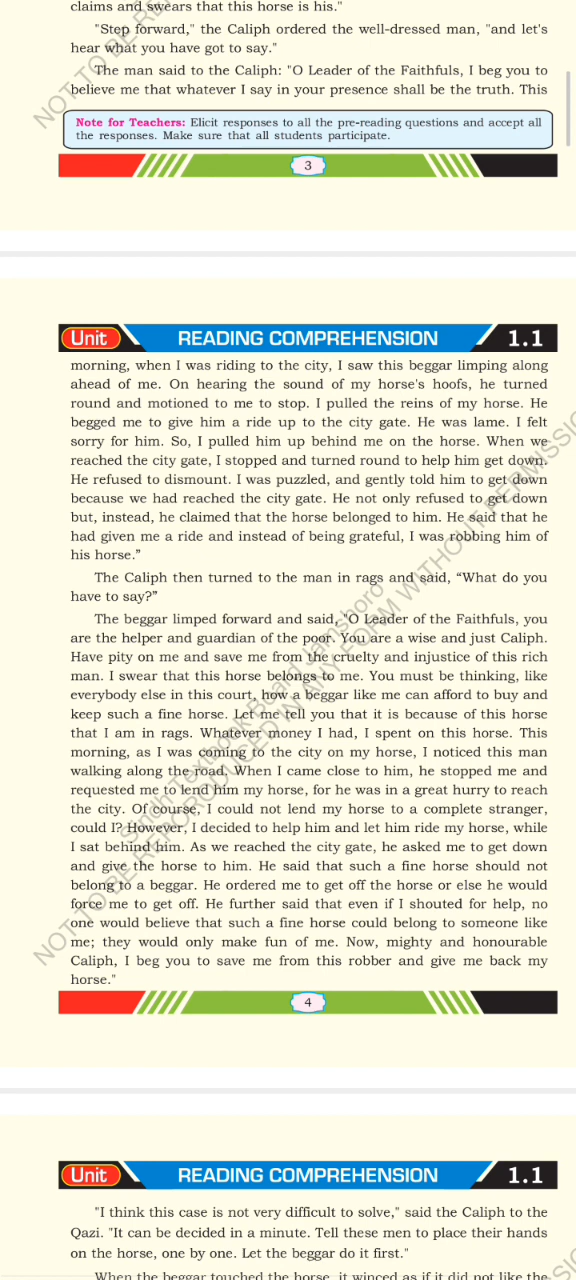 claims and swears that this horse is his."
"Step forward," the Caliph ordered the well-dressed man, "and let's
hear what you have got to say."
The man said to the Caliph: "O Leader of the Faithfuls, I beg you to
believe me that whatever I say in your presence shall be the truth. This
Note for Teachers: Elicit responses to all the pre-reading questions and accept all
the responses. Make sure that all students participate.
3
Unit READING COMPREHENSION 1.1
morning, when I was riding to the city, I saw this beggar limping along
ahead of me. On hearing the sound of my horse's hoofs, he turned
round and motioned to me to stop. I pulled the reins of my horse. He
begged me to give him a ride up to the city gate. He was lame. I felt
sorry for him. So, I pulled him up behind me on the horse. When we
reached the city gate, I stopped and turned round to help him get down.
He refused to dismount. I was puzzled, and gently told him to get down
because we had reached the city gate. He not only refused to get down
but, instead, he claimed that the horse belonged to him. He said that he
had given me a ride and instead of being grateful, I was robbing him of
his horse.”
The Caliph then turned to the man in rags and said, “What do you
have to say?”
The beggar limped forward and said, "O Leader of the Faithfuls, you
are the helper and guardian of the poor. You are a wise and just Caliph.
Have pity on me and save me from the cruelty and injustice of this rich
man. I swear that this horse belongs to me. You must be thinking, like
everybody else in this court, how a beggar like me can afford to buy and
keep such a fine horse. Let me tell you that it is because of this horse
that I am in rags. Whatever money I had, I spent on this horse. This
morning, as I was coming to the city on my horse, I noticed this man
walking along the road. When I came close to him, he stopped me and
requested me to lend him my horse, for he was in a great hurry to reach
the city. Of course, I could not lend my horse to a complete stranger,
could I? However, I decided to help him and let him ride my horse, while
I sat behind him. As we reached the city gate, he asked me to get down
and give the horse to him. He said that such a fine horse should not
belong to a beggar. He ordered me to get off the horse or else he would
force me to get off. He further said that even if I shouted for help, no
one would believe that such a fine horse could belong to someone like
me; they would only make fun of me. Now, mighty and honourable
Caliph, I beg you to save me from this robber and give me back my
horse."
Sindh Textbook Board Jamshoro
NOT TO BE REPORODUCED IN ANY FORM WITHOUT PERMISSIO
4
Unit READING COMPREHENSION 1.1
"I think this case is not very difficult to solve," said the Caliph to the
Qazi. "It can be decided in a minute. Tell these men to place their hands
on the horse, one by one. Let the beggar do it first."
When the beggar touched the horse, it winced as if it did not like the